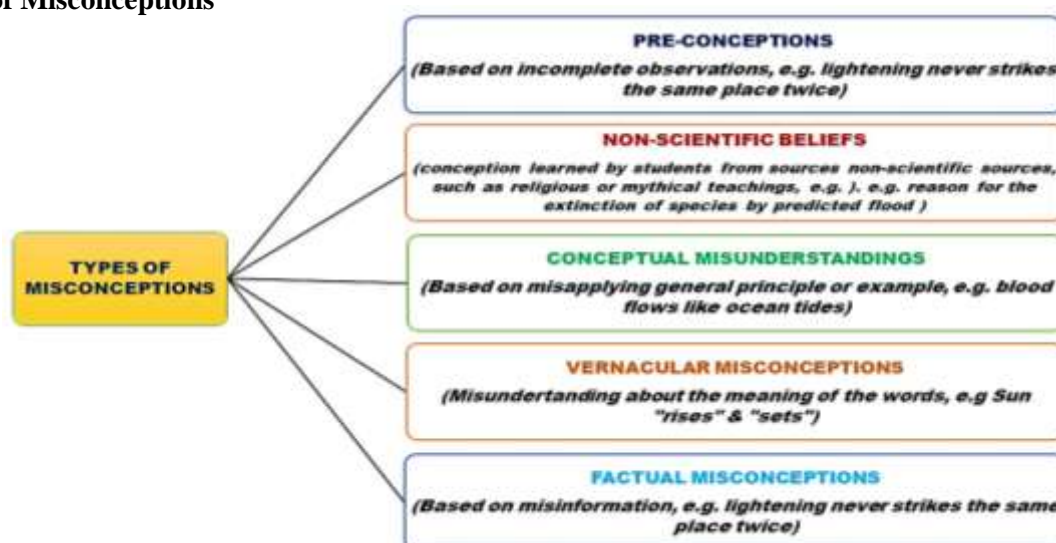 of Misconceptions
PRE-CONCEPTIONS
(Based on incomplete observations, e.g. lightening never strikes
the same place twice)
NON-SCIENTIFIC BELIEFS
(conception learned by students from sources non-scientific sources,
such as religious or mythical teachings, e.g. ). e.g. reason for the
extinction of species by predicted flood )
TYPES OF
MISCONCEPTIONS
CONCEPTUAL MISUNDERSTANDINGS
(Based on misapplying general principle or example, e.g. blood
flows like ocean tides)
VERNACULAR MISCONCEPTIONS
(Misundertanding about the meaning of the words, e.g Sun
"rises" & "sets")
FACTUAL MISCONCEPTIONS
(Based on misinformation, e.g. lightening never strikes the same
place twice)